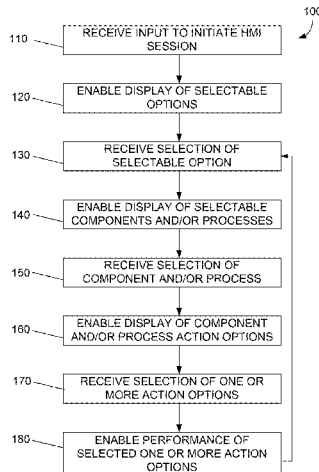 100
110
RECEIVE INPUT TO INITIATE HMI
SESSION
120
ENABLE DISPLAY OF SELECTABLE
OPTIONS
130
RECEIVE SELECTION OF
SELECTABLE OPTION
140
ENABLE DISPLAY OF SELECTABLE
COMPONENTS AND/OR PROCESSES
150
RECEIVE SELECTION OF
COMPONENT AND/OR PROCESS
160
ENABLE DISPLAY OF COMPONENT
AND/OR PROCESS ACTION OPTIONS
170
RECEIVE SELECTION OF ONE OR
MORE ACTION OPTIONS
180
ENABLE PERFORMANCE OF
SELECTED ONE OR MORE ACTION
OPTIONS